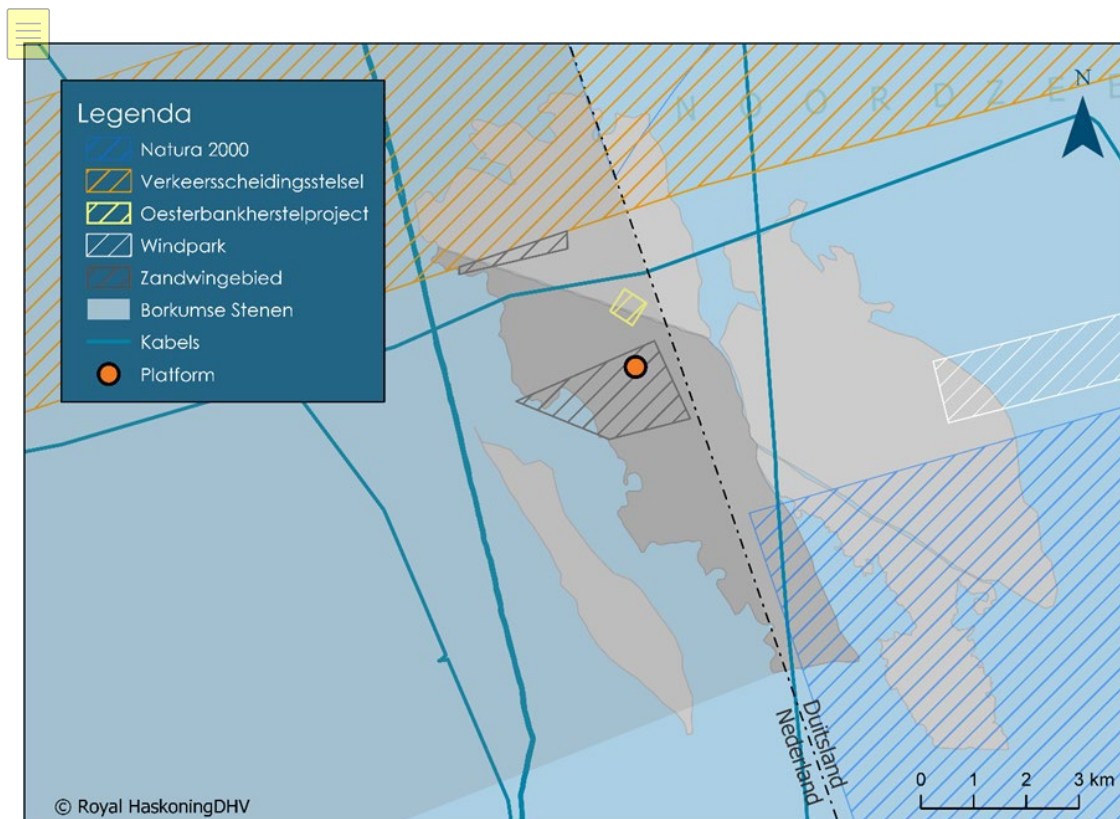 N O O R D Z E E
N
Legenda
Natura 2000
Verkeersscheidingsstelsel
Oesterbankherstelproject
Windpark
Zandwingebied
Borkumse Stenen
Kabels
Platform
Duitsland
Nederland
0 1 2 3 km
© Royal HaskoningDHV